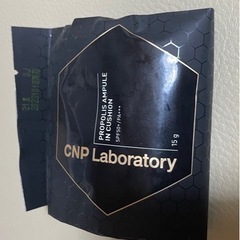 PROPOLIS AMPULE
IN CUSHION
SPF50+/PA+++
CNP Laboratory
15 g